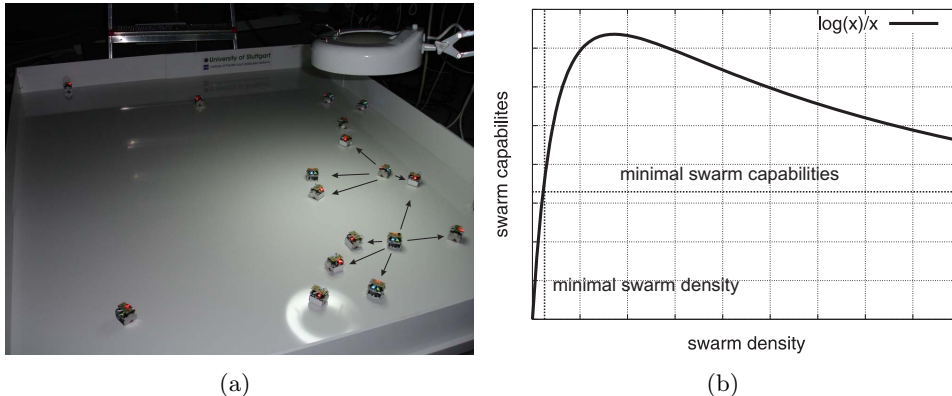 University of Stuttgart
(a)
log(x)/x
swarm capabilites
minimal swarm capabilities
minimal swarm density
swarm density
(b)